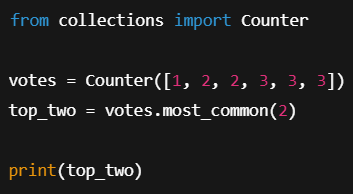 from collections import Counter
votes = Counter([1, 2, 2, 3, 3, 3])
top_two = votes.most_common(2)
print(top_two)